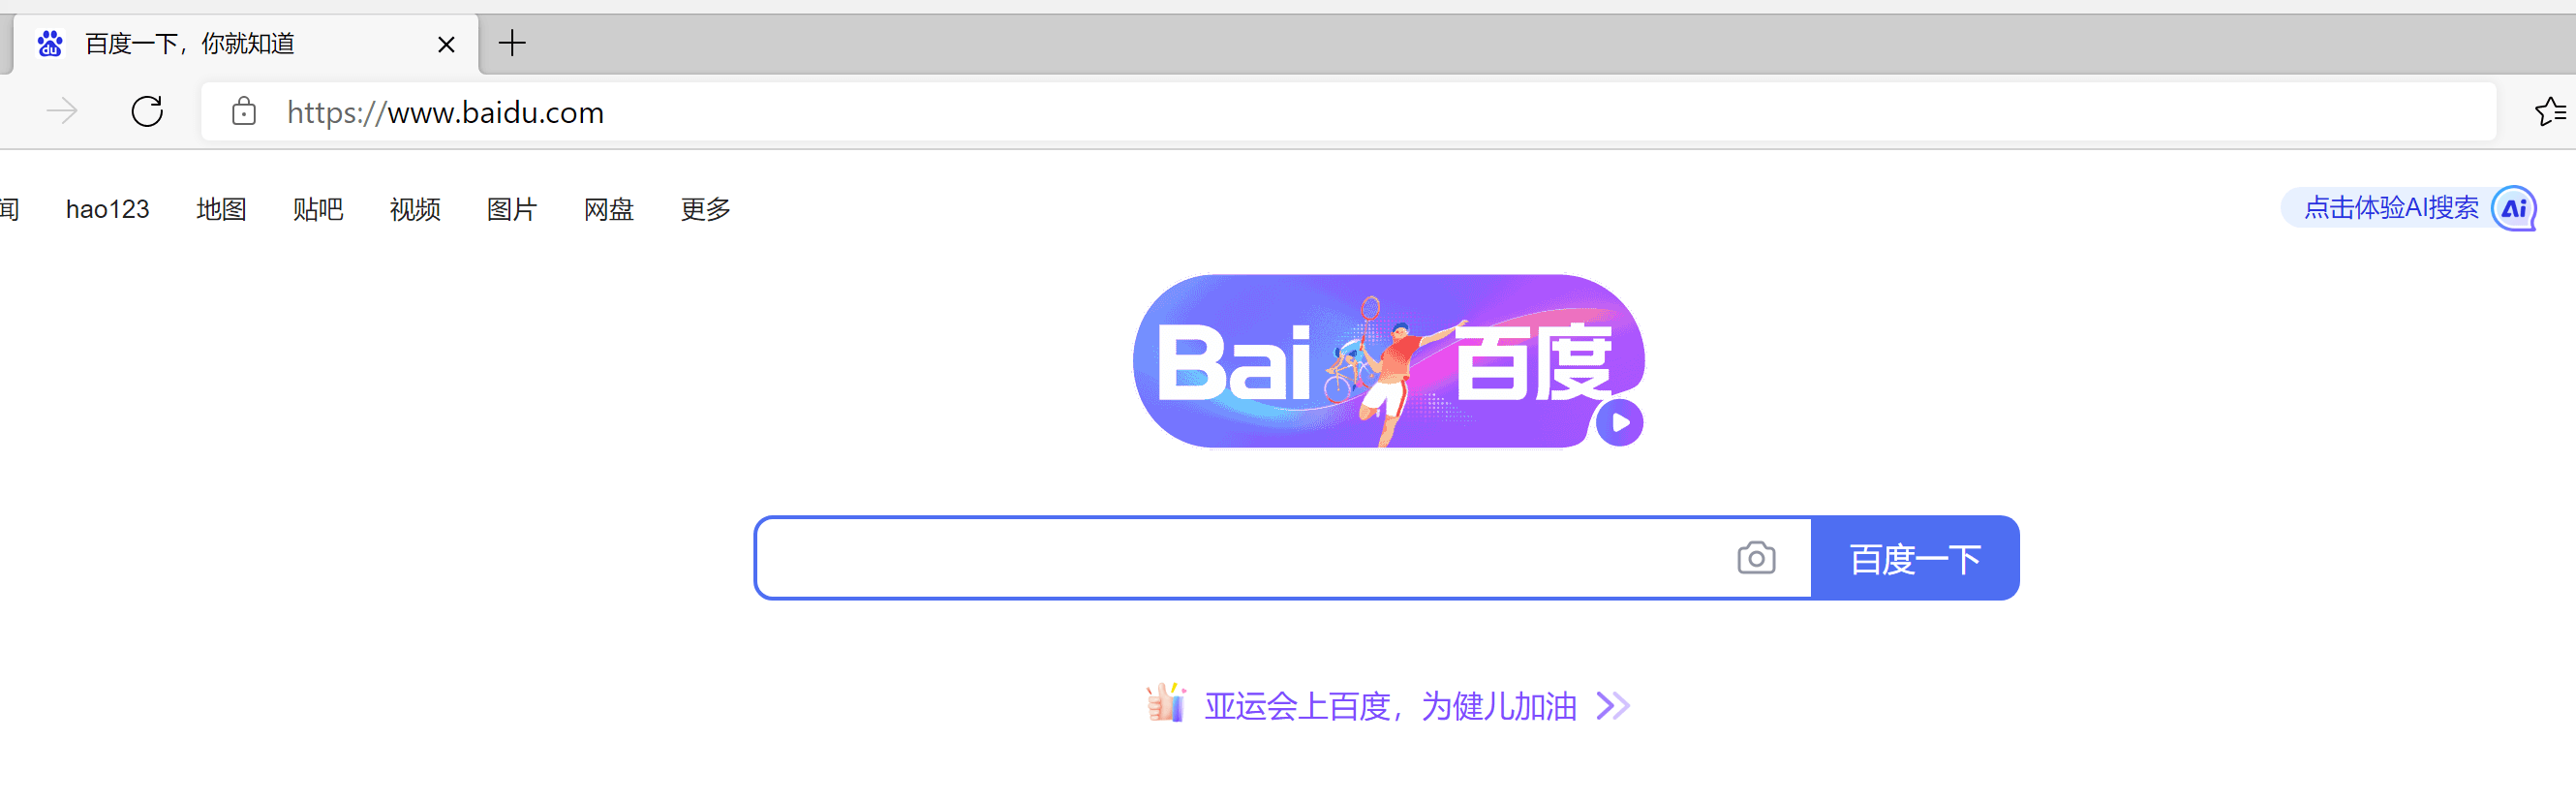 百度一下，你就知道
https://www.baidu.com
闻 hao123 地图 贴吧 视频 图片 网盘 更多 点击体验AI搜索 Ai
Bai 百度
百度一下
亚运会上百度，为健儿加油